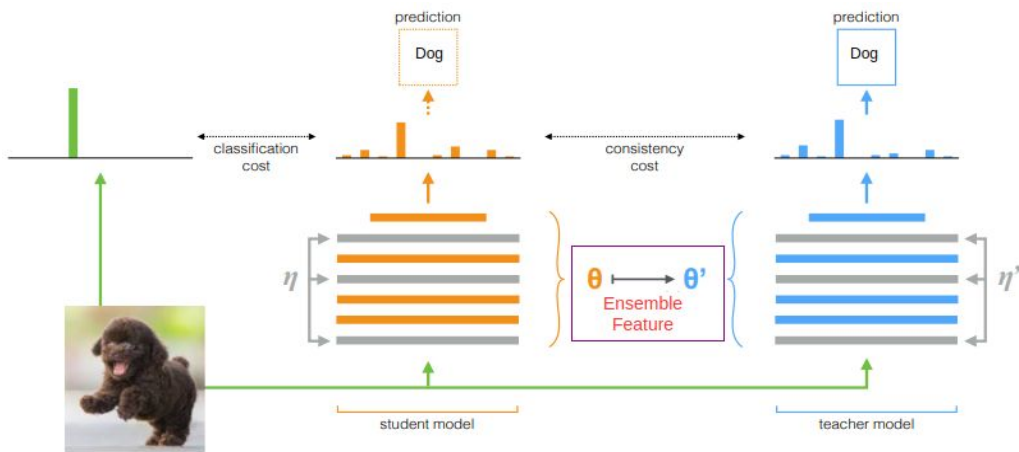 prediction
prediction
Dog
Dog
classification
cost
consistency
cost
η
θ
θ’
η’
Ensemble
Feature
student model
teacher model